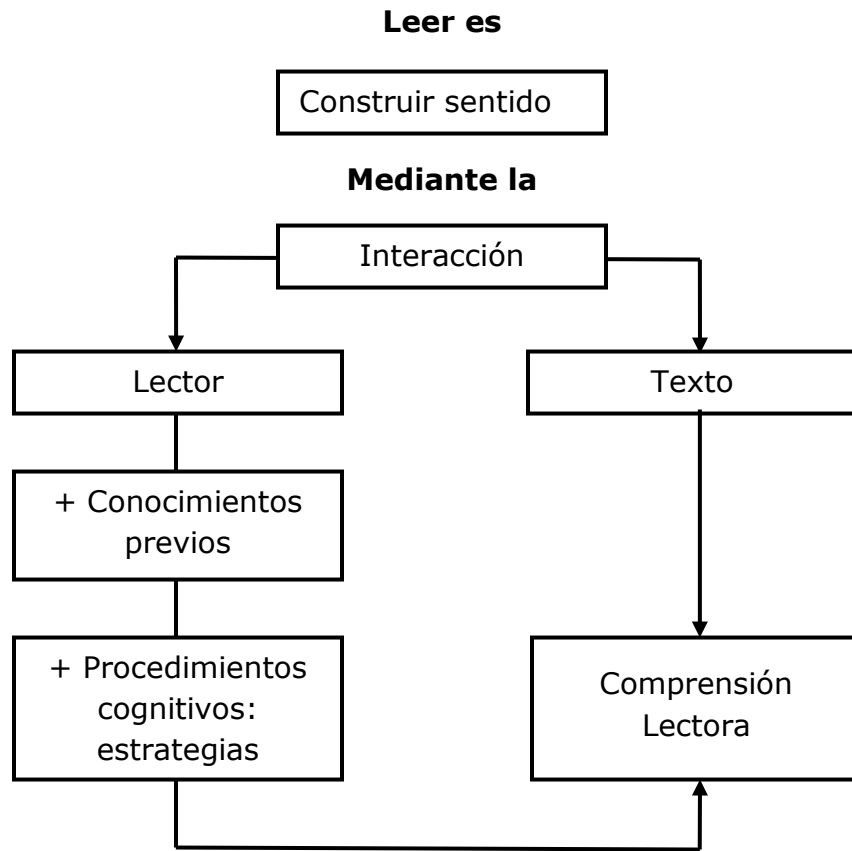 Leer es
Construir sentido
Mediante la
Interacción
Lector
Texto
+ Conocimientos
previos
+ Procedimientos
cognitivos:
estrategias
Comprensión
Lectora